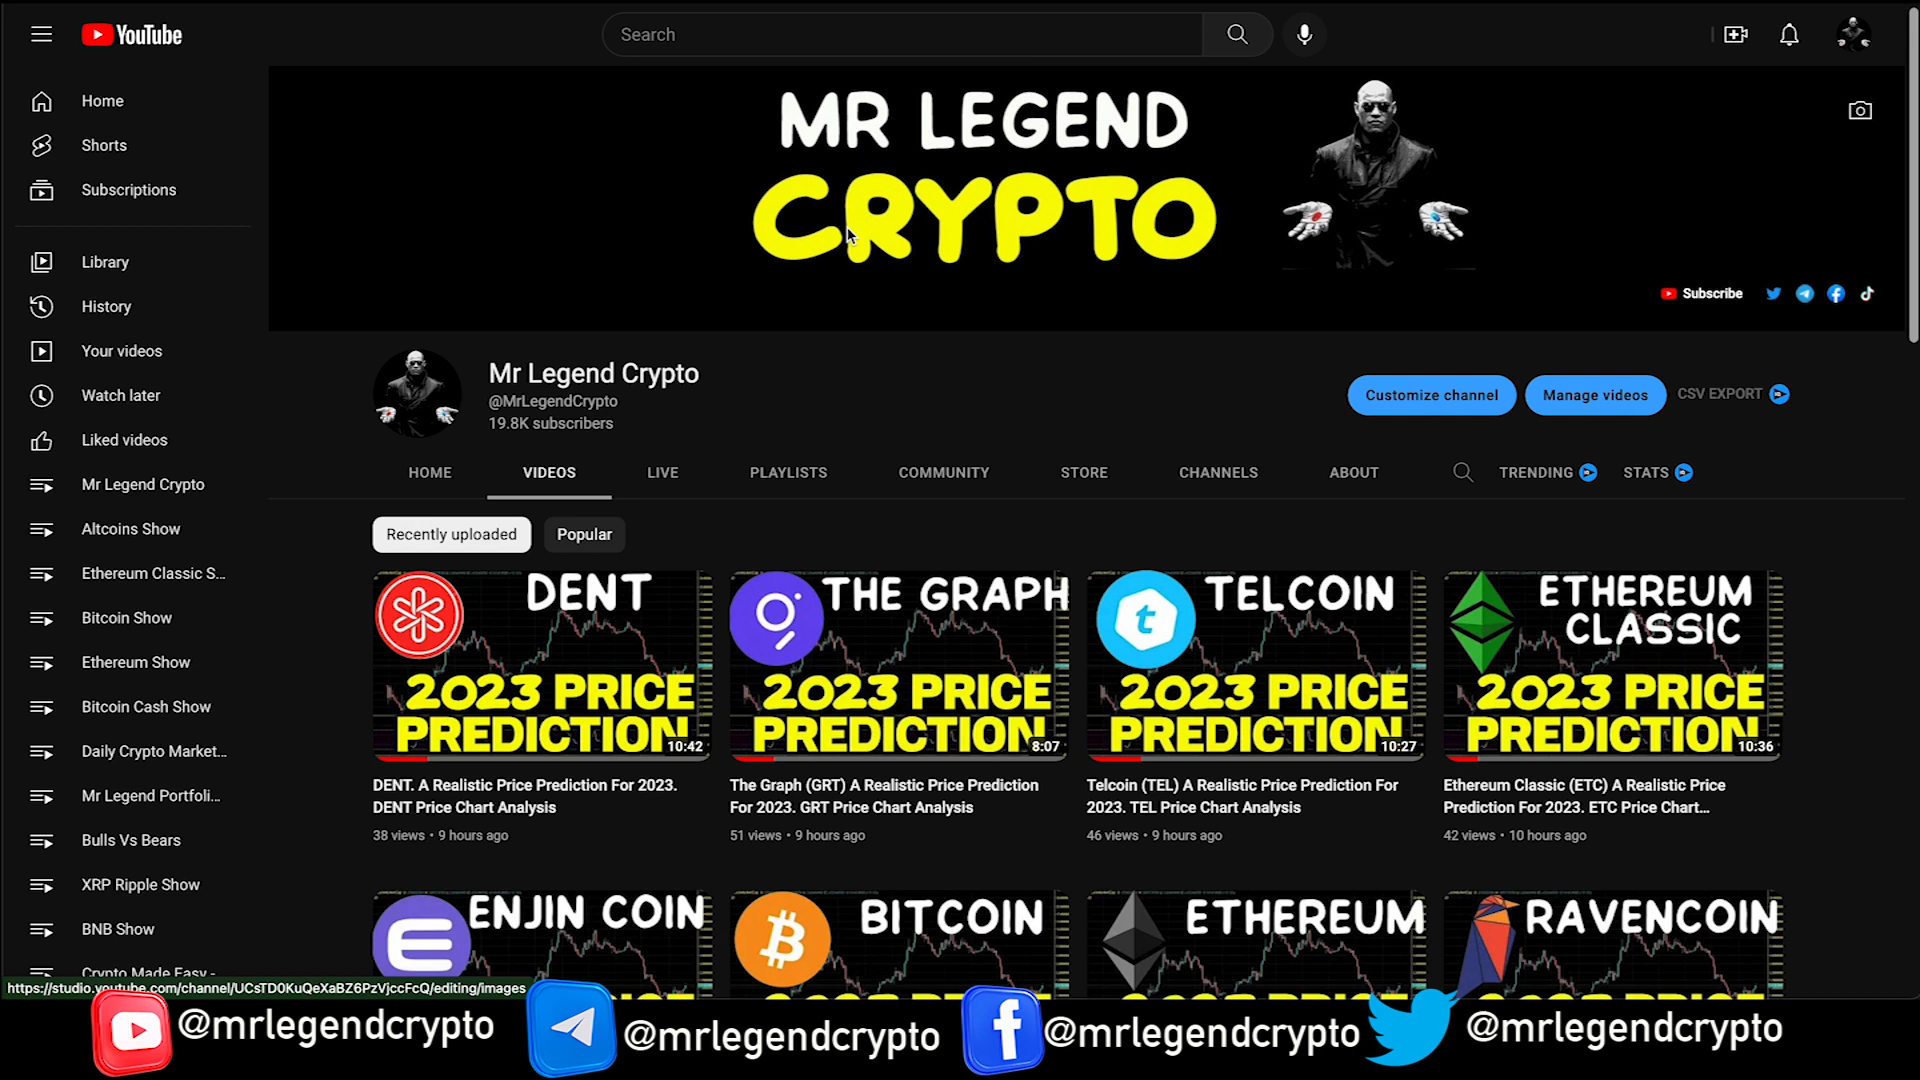 YouTube
Search
Home
Shorts
Subscriptions
Library
History
Your videos
Watch later
Liked videos
Mr Legend Crypto
Altcoins Show
Ethereum Classic S...
Bitcoin Show
Ethereum Show
Bitcoin Cash Show
Daily Crypto Market...
Mr Legend Portfoli...
Bulls Vs Bears
XRP Ripple Show
BNB Show
Crypto Made Easy -
MR LEGEND
CRYPTO
Subscribe
Mr Legend Crypto
@MrLegendCrypto
19.8K subscribers
Customize channel
Manage videos
CSV EXPORT
HOME
VIDEOS
LIVE
PLAYLISTS
COMMUNITY
STORE
CHANNELS
ABOUT
TRENDING
STATS
Recently uploaded
Popular
DENT
2023 PRICE
PREDICTION
10:42
DENT. A Realistic Price Prediction For 2023.
DENT Price Chart Analysis
38 views • 9 hours ago
THE GRAPH
2023 PRICE
PREDICTION
8:07
The Graph (GRT) A Realistic Price Prediction
For 2023. GRT Price Chart Analysis
51 views • 9 hours ago
TELCOIN
2023 PRICE
PREDICTION
10:27
Telcoin (TEL) A Realistic Price Prediction For
2023. TEL Price Chart Analysis
46 views • 9 hours ago
ETHEREUM
CLASSIC
2023 PRICE
PREDICTION
10:36
Ethereum Classic (ETC) A Realistic Price
Prediction For 2023. ETC Price Chart...
42 views • 10 hours ago
ENJIN COIN
BITCOIN
ETHEREUM
RAVENCOIN
https://studio.youtube.com/channel/UCsTD0KuQeXaBZ6PzVjccFcQ/editing/images
@mrlegendcrypto
@mrlegendcrypto
@mrlegendcrypto
@mrlegendcrypto